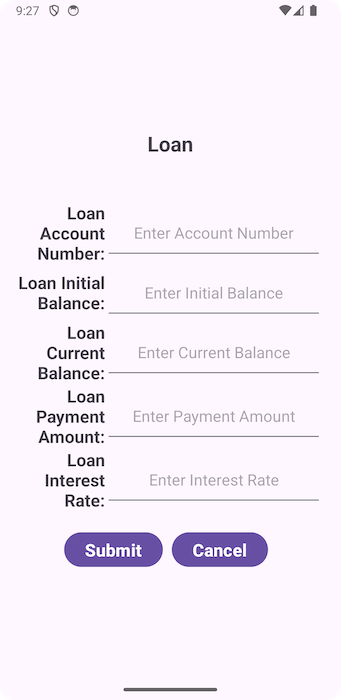 9:27
Loan
Loan
Account
Number:
Enter Account Number
Loan Initial
Balance:
Enter Initial Balance
Loan
Current
Balance:
Enter Current Balance
Loan
Payment
Amount:
Enter Payment Amount
Loan
Interest
Rate:
Enter Interest Rate
Submit
Cancel